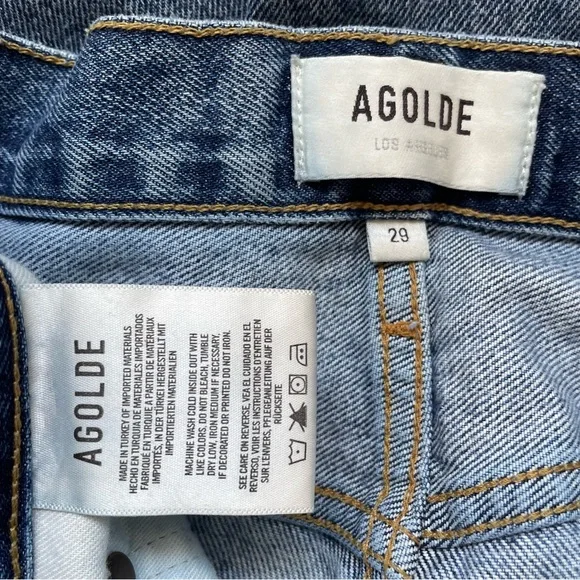 AGOLDE
LOS ANGELES
29
AGOLDE
MADE IN TURKEY OF IMPORTED MATERIALS
HECHO EN TURQUIA DE MATERIALES IMPORTADOS
FABRIQUE EN TURQUIE A PARTIR DE MATERIAUX
IMPORTES, IN DER TÜRKEI HERGESTELLT MIT
IMPORTIERTEN MATERIALIEN
MACHINE WASH COLD INSIDE OUT WITH
LIKE COLORS. DO NOT BLEACH, TUMBLE
DRY LOW, IRON MEDIUM IF NECESSARY.
IF DECORATED OR PRINTED DO NOT IRON.
SEE CARE ON REVERSE, VEA EL CUIDADO EN EL
REVERSO, VOIR LES INSTRUCTIONS D'ENTRETIEN
SUR L'ENVERS, PFLEGEANLEITUNG AUF DER
RÜCKSEITE